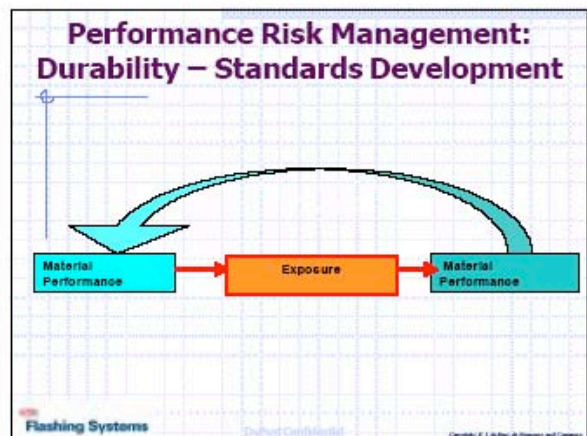 Performance Risk Management:
Durability – Standards Development
Material
Performance
Exposure
Material
Performance
Flashing Systems
DuPont Confidential